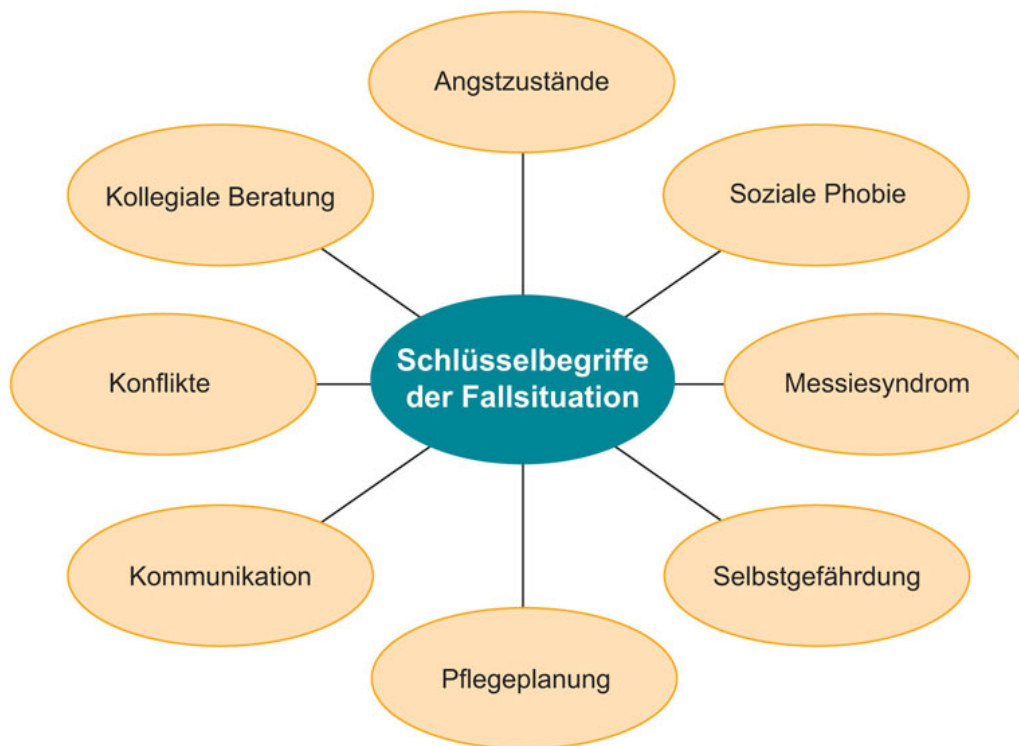 Angstzustände
Kollegiale Beratung
Soziale Phobie
Schlüsselbegriffe
der Fallsituation
Konflikte
Messiesyndrom
Kommunikation
Selbstgefährdung
Pflegeplanung